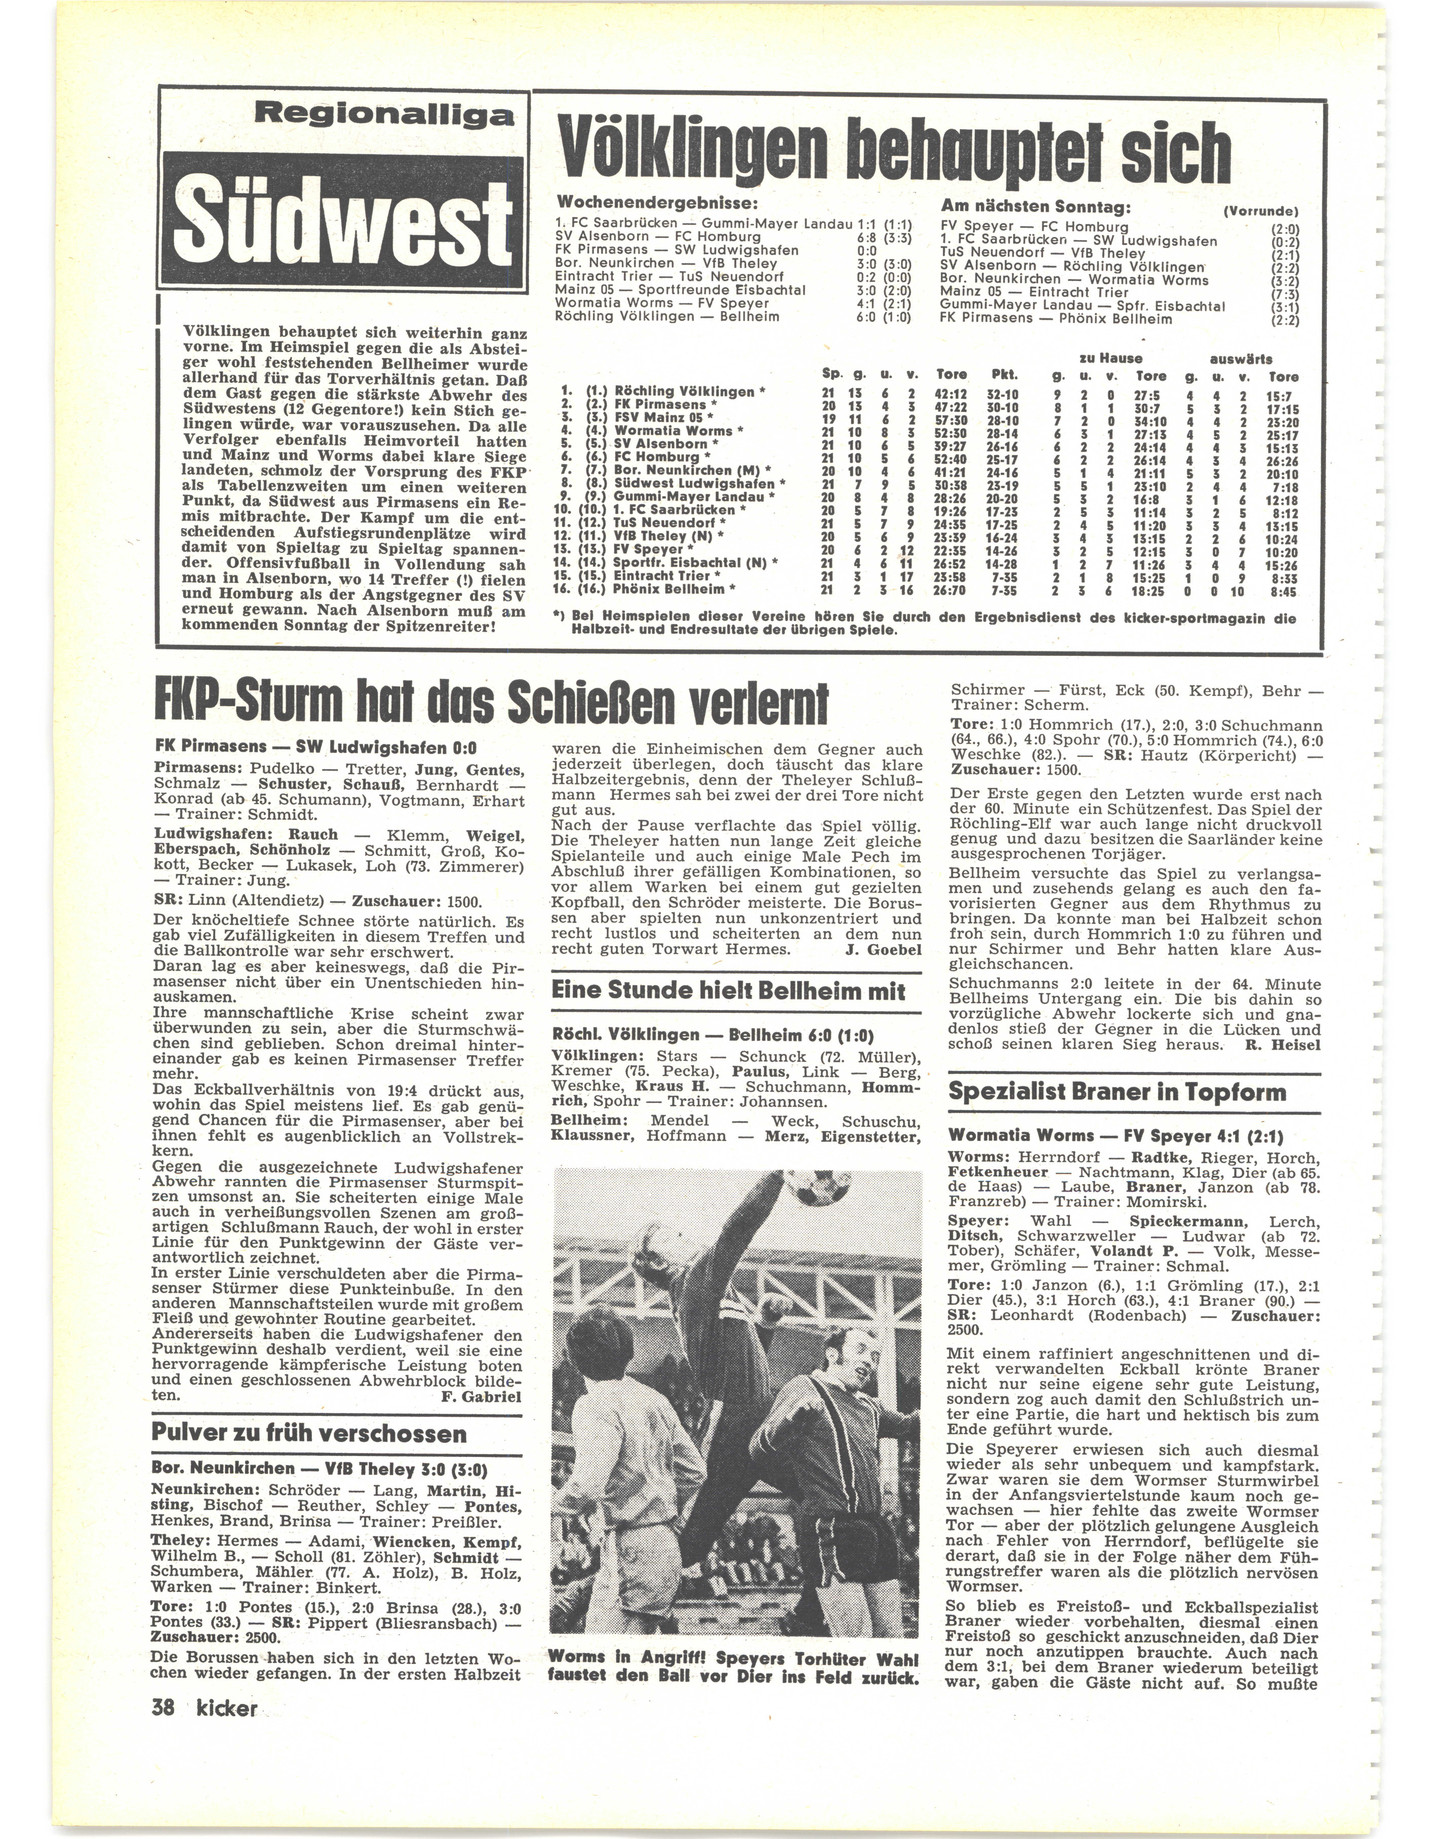 Regionalliga
Südwest
Völklingen behauptet sich weiterhin ganz
vorne. Im Heimspiel gegen die als Abstei-
ger wohl feststehenden Bellheimer wurde
allerhand für das Torverhältnis getan. Daß
dem Gast gegen die stärkste Abwehr des
Südwestens (12 Gegentore!) kein Stich ge-
lingen würde, war vorauszusehen. Da alle
Verfolger ebenfalls Heimvorteil hatten
und Mainz und Worms dabei klare Siege
landeten, schmolz der Vorsprung des FKP
als Tabellenzweiten um einen weiteren
Punkt, da Südwest aus Pirmasens ein Re-
mis mitbrachte. Der Kampf um die ent-
scheidenden Aufstiegsrundenplätze wird
damit von Spieltag zu Spieltag spannen-
der. Offensivfußball in Vollendung sah
man in Alsenborn, wo 14 Treffer (!) fielen
und Homburg als der Angstgegner des SV
erneut gewann. Nach Alsenborn muß am
kommenden Sonntag der Spitzenreiter!
Völklingen behauptet sich
Wochenendergebnisse:
1. FC Saarbrücken — Gummi-Mayer Landau 1:1 (1:1)
SV Alsenborn — FC Homburg 6:8 (3:3)
FK Pirmasens — SW Ludwigshafen 0:0
Bor. Neunkirchen — VfB Theley 3:0 (3:0)
Eintracht Trier — TuS Neuendorf 0:2 (0:0)
Mainz 05 — Sportfreunde Eisbachtal 3:0 (2:0)
Wormatia Worms — FV Speyer 4:1 (2:1)
Röchling Völklingen — Bellheim 6:0 (1:0)
Am nächsten Sonntag: (Vorrunde)
FV Speyer — FC Homburg (2:0)
1. FC Saarbrücken — SW Ludwigshafen (0:2)
TuS Neuendorf — VfB Theley (2:1)
SV Alsenborn — Röchling Völklingen (2:2)
Bor. Neunkirchen — Wormatia Worms (3:2)
Mainz 05 — Eintracht Trier (7:3)
Gummi-Mayer Landau — Spfr. Eisbachtal (3:1)
FK Pirmasens — Phönix Bellheim (2:2)
zu Hause auswärts
Sp. g. u. v. Tore Pkt. g. u. v. Tore g. u. v. Tore
1. (1.) Röchling Völklingen * 21 13 6 2 42:12 32-10 9 2 0 27:5 4 4 2 15:7
2. (2.) FK Pirmasens * 20 13 4 3 47:22 30-10 8 1 1 30:7 5 3 2 17:15
3. (3.) FSV Mainz 05 * 19 11 6 2 57:30 28-10 7 2 0 34:10 4 4 2 23:20
4. (4.) Wormatia Worms * 21 10 8 3 52:30 28-14 6 3 1 27:13 4 5 2 25:17
5. (5.) SV Alsenborn * 21 10 6 5 39:27 26-16 6 2 2 24:14 4 4 3 15:13
6. (6.) FC Homburg * 21 10 5 6 52:40 25-17 6 2 2 26:14 4 3 4 26:26
7. (7.) Bor. Neunkirchen (M) * 20 10 4 6 41:21 24-16 5 1 4 21:11 5 3 2 20:10
8. (8.) Südwest Ludwigshafen * 21 7 9 5 30:38 23-19 5 5 1 23:10 2 4 4 7:18
9. (9.) Gummi-Mayer Landau * 20 8 4 8 28:26 20-20 5 3 2 16:8 3 1 6 12:18
10. (10.) 1. FC Saarbrücken * 20 5 7 8 19:26 17-23 2 5 3 11:14 3 2 5 8:12
11. (12.) TuS Neuendorf * 21 5 7 9 24:35 17-25 2 4 5 11:20 3 3 4 13:15
12. (11.) VfB Theley (N) * 20 5 6 9 23:39 16-24 3 4 3 13:15 2 2 6 10:24
13. (13.) FV Speyer * 20 6 2 12 22:35 14-26 3 2 5 12:15 3 0 7 10:20
14. (14.) Sportfr. Eisbachtal (N) * 21 4 6 11 26:52 14-28 1 2 7 11:26 3 4 4 15:26
15. (15.) Eintracht Trier * 21 3 1 17 23:58 7-35 2 1 8 15:25 1 0 9 8:33
16. (16.) Phönix Bellheim * 21 2 3 16 26:70 7-35 2 3 6 18:25 0 0 10 8:45
*) Bei Heimspielen dieser Vereine hören Sie durch den Ergebnisdienst des kicker-sportmagazin die
Halbzeit- und Endresultate der übrigen Spiele.
FKP-Sturm hat das Schießen verlernt
FK Pirmasens — SW Ludwigshafen 0:0
Pirmasens: Pudelko — Tretter, Jung, Gentes,
Schmalz — Schuster, Schauß, Bernhardt —
Konrad (ab 45. Schumann), Vogtmann, Erhart
— Trainer: Schmidt.
Ludwigshafen: Rauch — Klemm, Weigel,
Eberspach, Schönholz — Schmitt, Groß, Ko-
kott, Becker — Lukasek, Loh (73. Zimmerer)
— Trainer: Jung.
SR: Linn (Altendietz) — Zuschauer: 1500.
Der knöcheltiefe Schnee störte natürlich. Es
gab viel Zufälligkeiten in diesem Treffen und
die Ballkontrolle war sehr erschwert.
Daran lag es aber keineswegs, daß die Pir-
masenser nicht über ein Unentschieden hin-
auskamen.
Ihre mannschaftliche Krise scheint zwar
überwunden zu sein, aber die Sturmschwä-
chen sind geblieben. Schon dreimal hinter-
einander gab es keinen Pirmasenser Treffer
mehr.
Das Eckballverhältnis von 19:4 drückt aus,
wohin das Spiel meistens lief. Es gab genü-
gend Chancen für die Pirmasenser, aber bei
ihnen fehlt es augenblicklich an Vollstrek-
kern.
Gegen die ausgezeichnete Ludwigshafener
Abwehr rannten die Pirmasenser Sturmspit-
zen umsonst an. Sie scheiterten einige Male
auch in verheißungsvollen Szenen am groß-
artigen Schlußmann Rauch, der wohl in erster
Linie für den Punktgewinn der Gäste ver-
antwortlich zeichnet.
In erster Linie verschuldeten aber die Pirma-
senser Stürmer diese Punkteinbuße. In den
anderen Mannschaftsteilen wurde mit großem
Fleiß und gewohnter Routine gearbeitet.
Andererseits haben die Ludwigshafener den
Punktgewinn deshalb verdient, weil sie eine
hervorragende kämpferische Leistung boten
und einen geschlossenen Abwehrblock bilde-
ten. F. Gabriel
Pulver zu früh verschossen
Bor. Neunkirchen — VfB Theley 3:0 (3:0)
Neunkirchen: Schröder — Lang, Martin, Hi-
sting, Bischof — Reuther, Schley — Pontes,
Henkes, Brand, Brinsa — Trainer: Preißler.
Theley: Hermes — Adami, Wiencken, Kempf,
Wilhelm B., — Scholl (81. Zöhler), Schmidt —
Schumbera, Mähler (77. A. Holz), B. Holz,
Warken — Trainer: Binkert.
Tore: 1:0 Pontes (15.), 2:0 Brinsa (28.), 3:0
Pontes (33.) — SR: Pippert (Bliesransbach) —
Zuschauer: 2500.
Die Borussen haben sich in den letzten Wo-
chen wieder gefangen. In der ersten Halbzeit
waren die Einheimischen dem Gegner auch
jederzeit überlegen, doch täuscht das klare
Halbzeitergebnis, denn der Theleyer Schluß-
mann Hermes sah bei zwei der drei Tore nicht
gut aus.
Nach der Pause verflachte das Spiel völlig.
Die Theleyer hatten nun lange Zeit gleiche
Spielanteile und auch einige Male Pech im
Abschluß ihrer gefälligen Kombinationen, so
vor allem Warken bei einem gut gezielten
Kopfball, den Schröder meisterte. Die Borus-
sen aber spielten nun unkonzentriert und
recht lustlos und scheiterten an dem nun
recht guten Torwart Hermes. J. Goebel
Eine Stunde hielt Bellheim mit
Röchl. Völklingen — Bellheim 6:0 (1:0)
Völklingen: Stars — Schunck (72. Müller),
Kremer (75. Pecka), Paulus, Link — Berg,
Weschke, Kraus H. — Schuchmann, Homm-
rich, Spohr — Trainer: Johannsen.
Bellheim: Mendel — Weck, Schuschu,
Klaussner, Hoffmann — Merz, Eigenstetter,
Worms in Angriff! Speyers Torhüter Wahl
faustet den Ball vor Dier ins Feld zurück.
Schirmer — Fürst, Eck (50. Kempf), Behr —
Trainer: Scherm.
Tore: 1:0 Hommrich (17.), 2:0, 3:0 Schuchmann
(64., 66.), 4:0 Spohr (70.), 5:0 Hommrich (74.), 6:0
Weschke (82.). — SR: Hautz (Körpericht) —
Zuschauer: 1500.
Der Erste gegen den Letzten wurde erst nach
der 60. Minute ein Schützenfest. Das Spiel der
Röchling-Elf war auch lange nicht druckvoll
genug und dazu besitzen die Saarländer keine
ausgesprochenen Torjäger.
Bellheim versuchte das Spiel zu verlangsa-
men und zusehends gelang es auch den fa-
vorisierten Gegner aus dem Rhythmus zu
bringen. Da konnte man bei Halbzeit schon
froh sein, durch Hommrich 1:0 zu führen und
nur Schirmer und Behr hatten klare Aus-
gleichschancen.
Schuchmanns 2:0 leitete in der 64. Minute
Bellheims Untergang ein. Die bis dahin so
vorzügliche Abwehr lockerte sich und gna-
denlos stieß der Gegner in die Lücken und
schoß seinen klaren Sieg heraus. R. Heisel
Spezialist Braner in Topform
Wormatia Worms — FV Speyer 4:1 (2:1)
Worms: Herrndorf — Radtke, Rieger, Horch,
Fetkenheuer — Nachtmann, Klag, Dier (ab 65.
de Haas) — Laube, Braner, Janzon (ab 78.
Franzreb) — Trainer: Momirski.
Speyer: Wahl — Spieckermann, Lerch,
Ditsch, Schwarzweller — Ludwar (ab 72.
Tober), Schäfer, Volandt P. — Volk, Messe-
mer, Grömling — Trainer: Schmal.
Tore: 1:0 Janzon (6.), 1:1 Grömling (17.), 2:1
Dier (45.), 3:1 Horch (63.), 4:1 Braner (90.) —
SR: Leonhardt (Rodenbach) — Zuschauer:
2500.
Mit einem raffiniert angeschnittenen und di-
rekt verwandelten Eckball krönte Braner
nicht nur seine eigene sehr gute Leistung,
sondern zog auch damit den Schlußstrich un-
ter eine Partie, die hart und hektisch bis zum
Ende geführt wurde.
Die Speyerer erwiesen sich auch diesmal
wieder als sehr unbequem und kampfstark.
Zwar waren sie dem Wormser Sturmwirbel
in der Anfangsviertelstunde kaum noch ge-
wachsen — hier fehlte das zweite Wormser
Tor — aber der plötzlich gelungene Ausgleich
nach Fehler von Herrndorf, beflügelte sie
derart, daß sie in der Folge näher dem Füh-
rungstreffer waren als die plötzlich nervösen
Wormser.
So blieb es Freistoß- und Eckballspezialist
Braner wieder vorbehalten, diesmal einen
Freistoß so geschickt anzuschneiden, daß Dier
nur noch anzutippen brauchte. Auch nach
dem 3:1, bei dem Braner wiederum beteiligt
war, gaben die Gäste nicht auf. So mußte
38 kicker